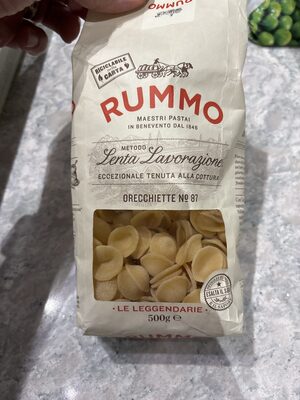 RUMMO
RICICLABILE
CARTA
RUMMO
MAESTRI PASTAI
IN BENEVENTO DAL 1846
METODO
Lenta Lavorazione
ECCEZIONALE TENUTA ALLA COTTURA
ORECCHIETTE No 87
• LE LEGGENDARIE •
500g e